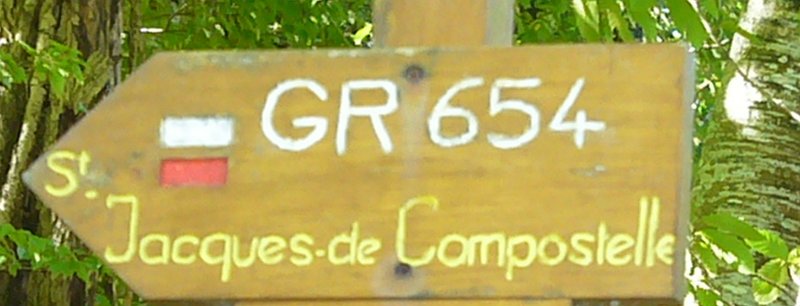 GR 654
St. Jacques-de Compostelle